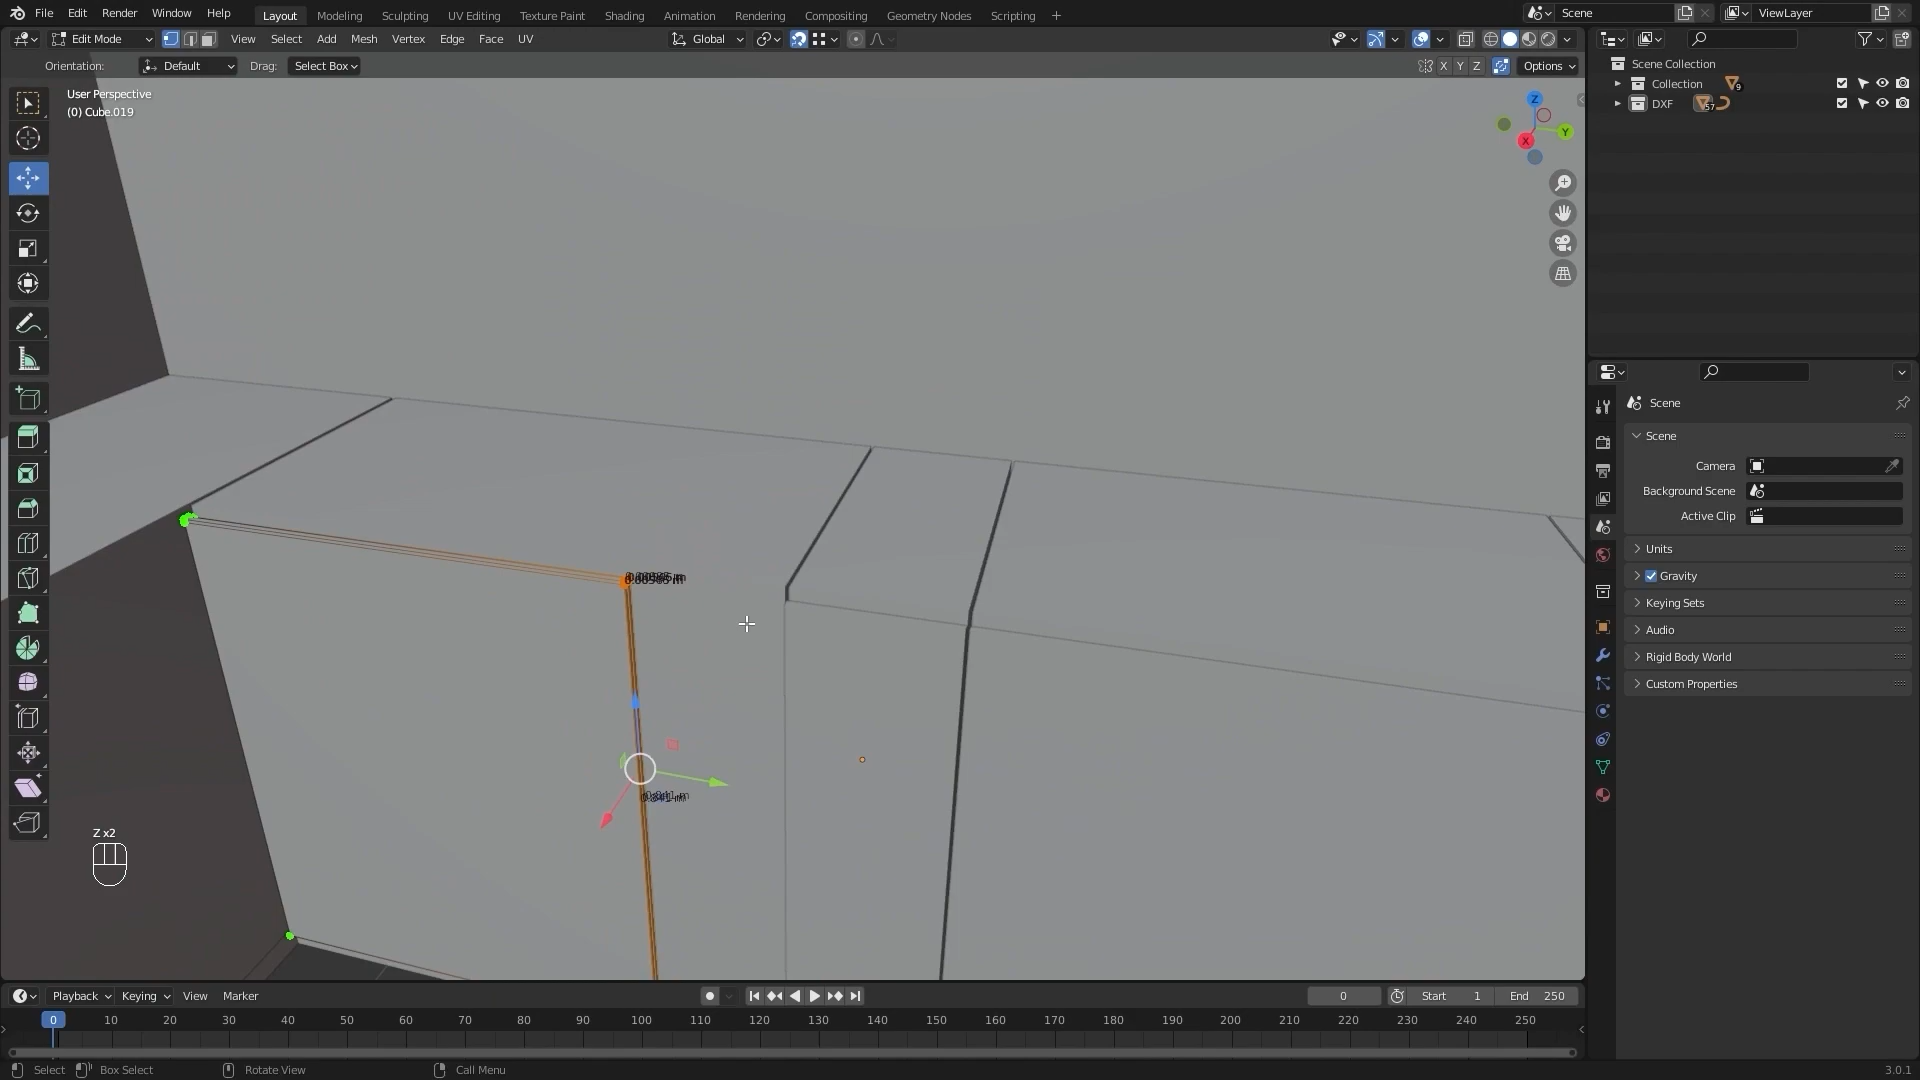 File Edit Render Window Help
Layout Modeling Sculpting UV Editing Texture Paint Shading Animation Rendering Compositing Geometry Nodes Scripting +
Scene
ViewLayer
Edit Mode View Select Add Mesh Vertex Edge Face UV
Global
Orientation: Default Drag: Select Box
X Y Z Options
User Perspective
(0) Cube.019
Z
Y
X
Scene Collection
Collection 9
DXF 57
Scene
Scene
Camera
Background Scene
Active Clip
Units
Gravity
Keying Sets
Audio
Rigid Body World
Custom Properties
Z x2
Playback Keying View Marker
0
Start 1
End 250
0 10 20 30 40 50 60 70 80 90 100 110 120 130 140 150 160 170 180 190 200 210 220 230 240 250
Select Box Select Rotate View Call Menu
3.0.1